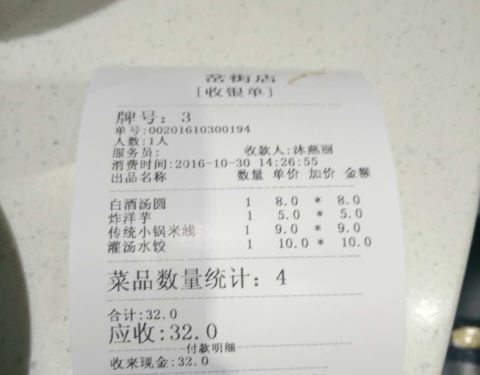 岔街店
[收银单]
牌号: 3
单号:00201610300194
人数:1人
服务员: 收款人:沐燕丽
消费时间:2016-10-30 14:26:55
出品名称 数量 单价 加价 金额
白酒汤圆 1 8.0 * 8.0
炸洋芋 1 5.0 * 5.0
传统小锅米线 1 9.0 * 9.0
灌汤水饺 1 10.0 * 10.0
菜品数量统计: 4
合计:32.0
应收:32.0
付款明细
收来现金:32.0